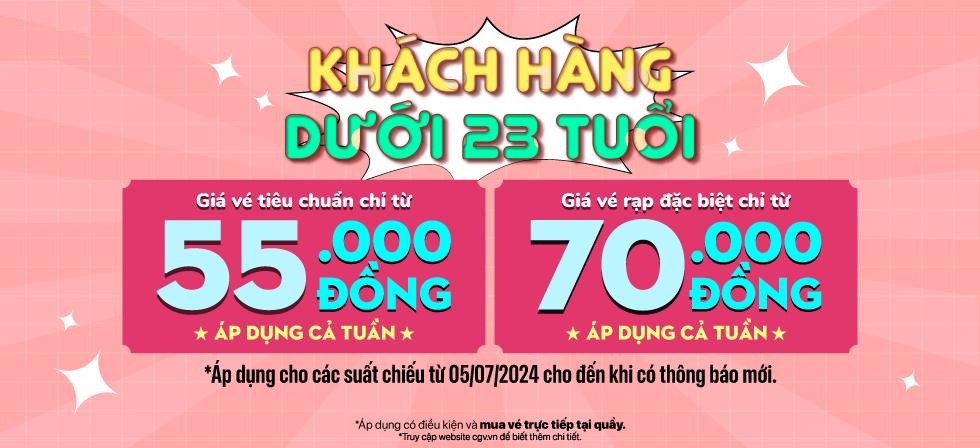 KHÁCH HÀNG
DƯỚI 23 TUỔI
Giá vé tiêu chuẩn chỉ từ
55.000
ĐỒNG
★ ÁP DỤNG CẢ TUẦN ★
Giá vé rạp đặc biệt chỉ từ
70.000
ĐỒNG
★ ÁP DỤNG CẢ TUẦN ★
*Áp dụng cho các suất chiếu từ 05/07/2024 cho đến khi có thông báo mới.
*Áp dụng có điều kiện và mua vé trực tiếp tại quầy.
*Truy cập website cgv.vn để biết thêm chi tiết.